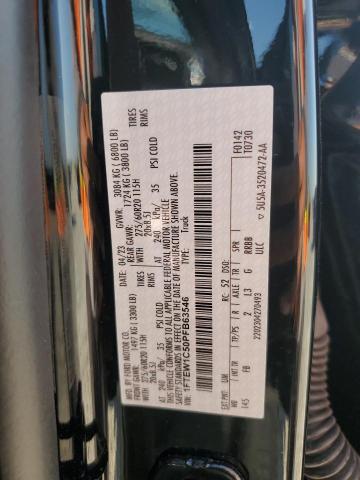 MFD. BY FORD MOTOR CO.
DATE: 04/23 GVWR: 3084 KG ( 6800 LB)
FRONT GAWR: 1497 KG ( 3300 LB) REAR GAWR: 1724 KG ( 3800 LB)
WITH 275/60R20 115H TIRES WITH 275/60R20 115H TIRES
20x8.5J RIMS 20x8.5J RIMS
AT 240 kPa/ 35 PSI COLD AT 240 kPa/ 35 PSI COLD
THIS VEHICLE CONFORMS TO ALL APPLICABLE FEDERAL MOTOR VEHICLE SAFETY STANDARDS IN EFFECT ON THE DATE OF MANUFACTURE SHOWN ABOVE.
VIN: 1FTEW1C50PFB63546
TYPE: Truck
F0142
T0730
EXT PNT: UM RC: 52 DSO:
WB INT TR TP/PS R AXLE TR SPR
145 FB 2 L3 G RRBB
ULC
22023042704​93
5U5A-3520472-AA